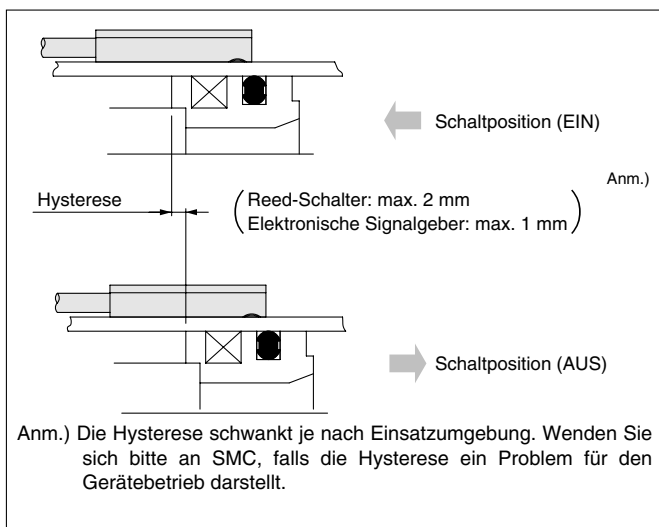 Schaltposition (EIN)
Anm.)
Hysterese
(Reed-Schalter: max. 2 mm
Elektronische Signalgeber: max. 1 mm)
Schaltposition (AUS)
Anm.) Die Hysterese schwankt je nach Einsatzumgebung. Wenden Sie
sich bitte an SMC, falls die Hysterese ein Problem für den
Gerätebetrieb darstellt.